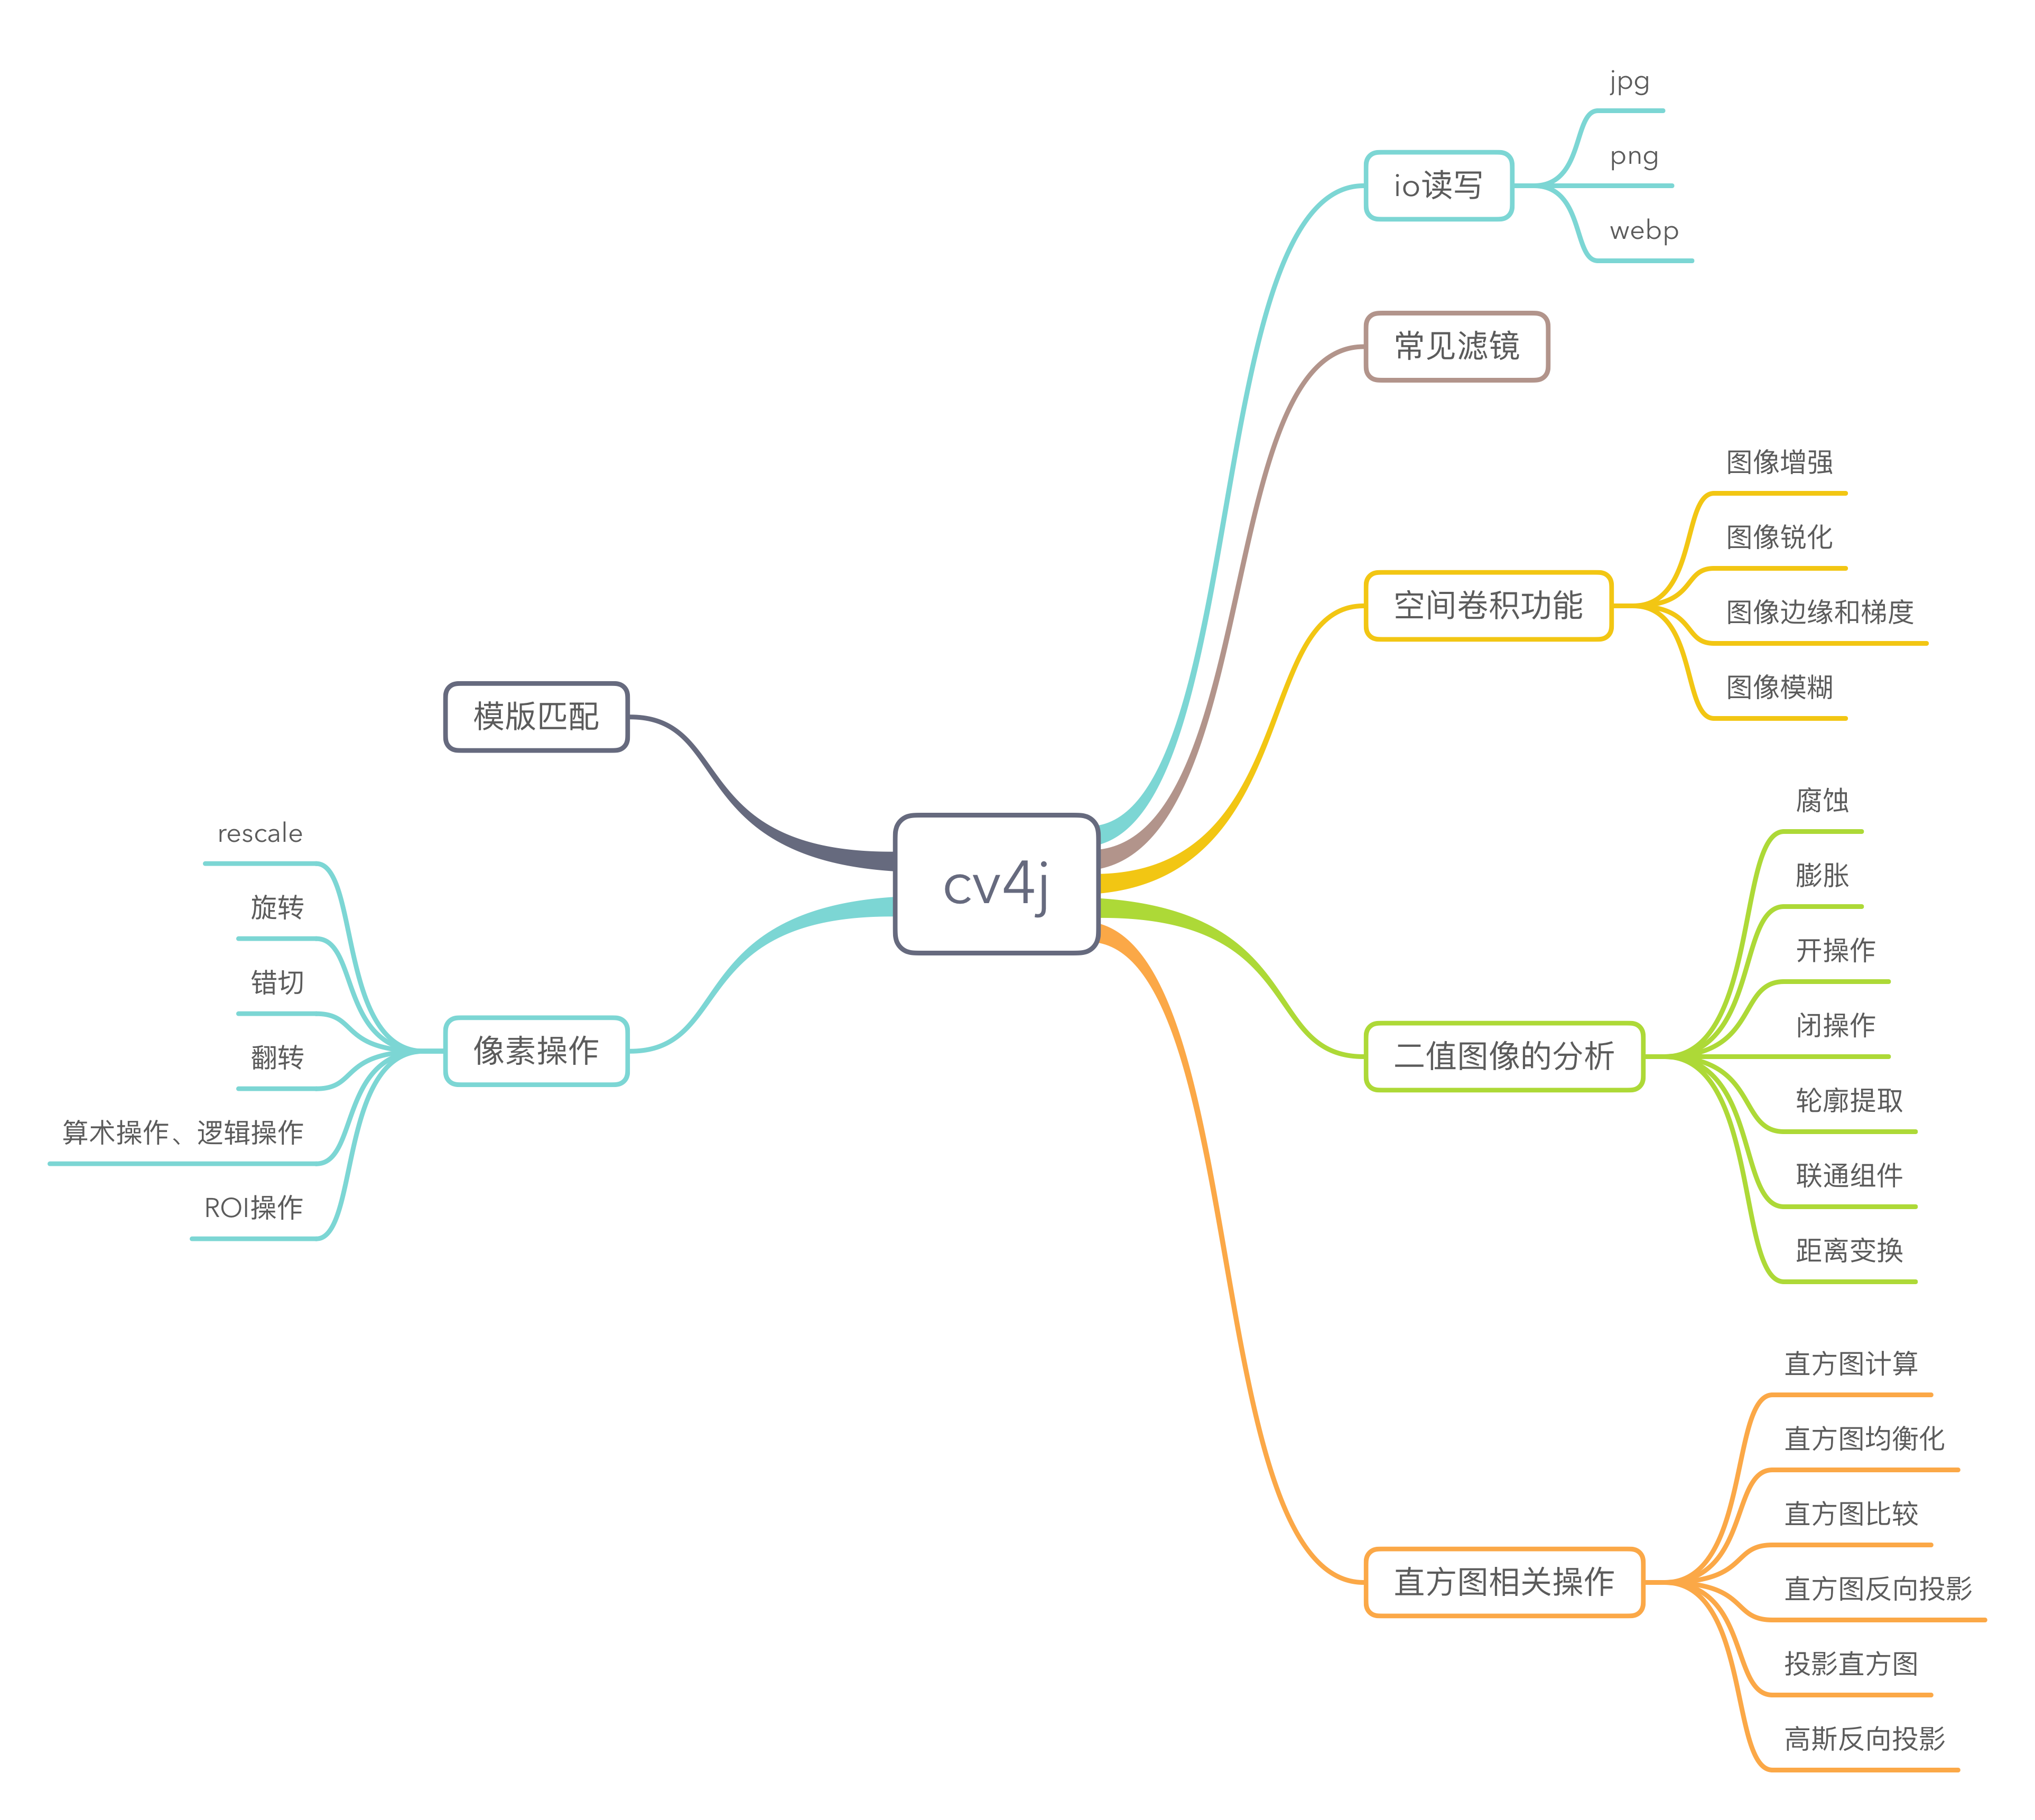 cv4j
io读写
jpg
png
webp
常见滤镜
空间卷积功能
图像增强
图像锐化
图像边缘和梯度
图像模糊
二值图像的分析
腐蚀
膨胀
开操作
闭操作
轮廓提取
联通组件
距离变换
直方图相关操作
直方图计算
直方图均衡化
直方图比较
直方图反向投影
投影直方图
高斯反向投影
模版匹配
像素操作
rescale
旋转
错切
翻转
算术操作、逻辑操作
ROI操作